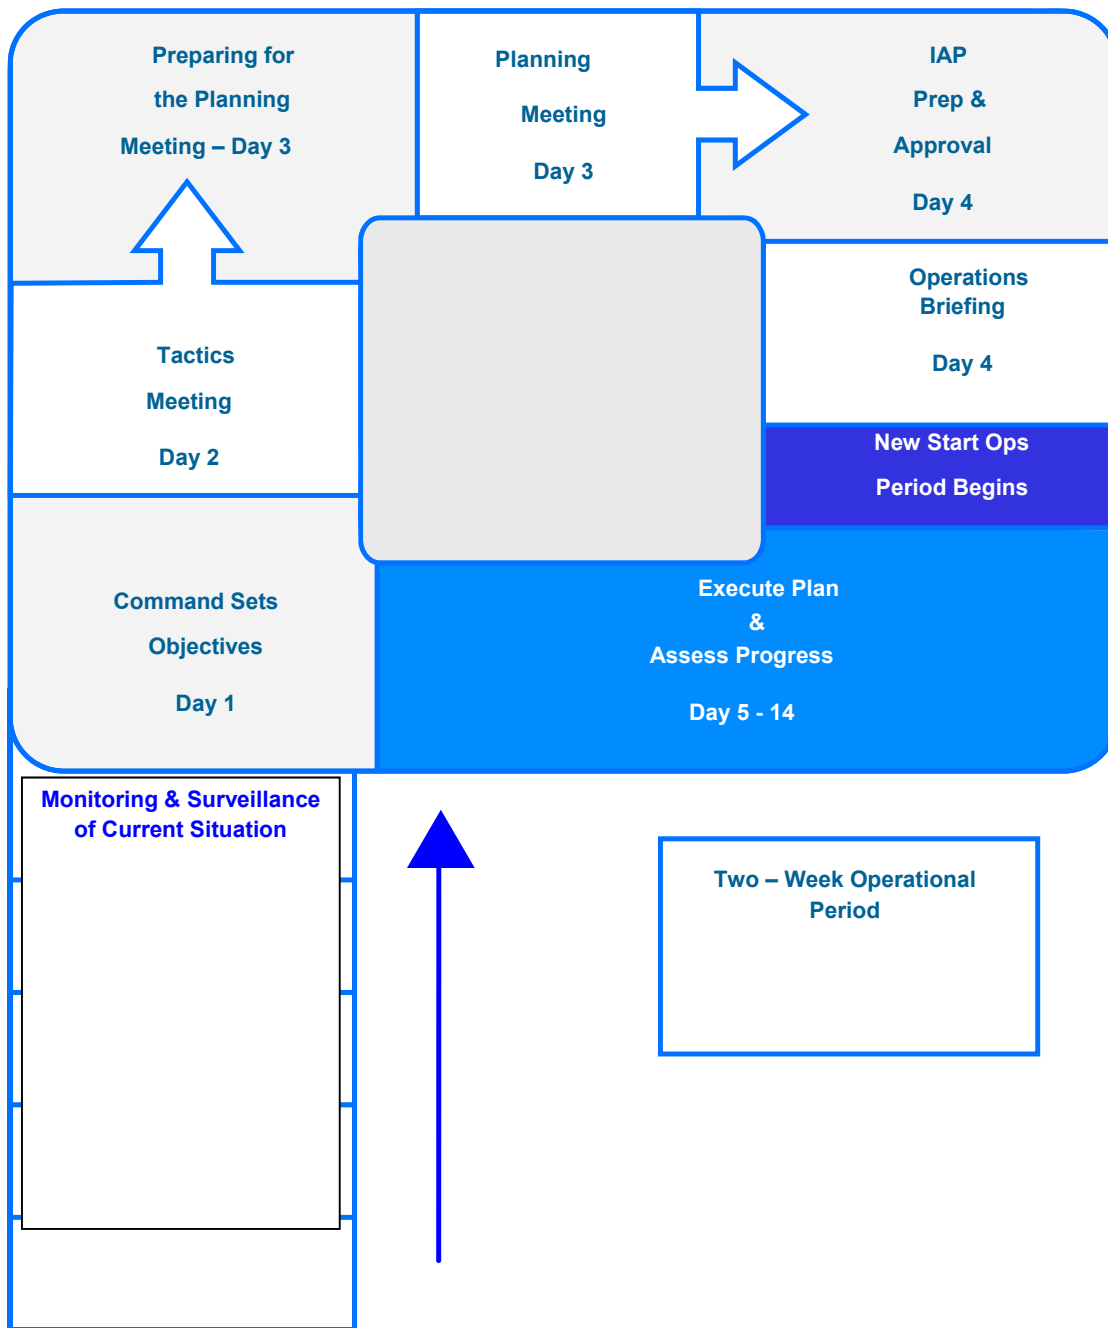 Preparing for
the Planning
Meeting – Day 3
Planning
Meeting
Day 3
IAP
Prep &
Approval
Day 4
Operations
Briefing
Day 4
Tactics
Meeting
Day 2
New Start Ops
Period Begins
Command Sets
Objectives
Day 1
Execute Plan
&
Assess Progress
Day 5 - 14
Monitoring & Surveillance
of Current Situation
Two – Week Operational
Period